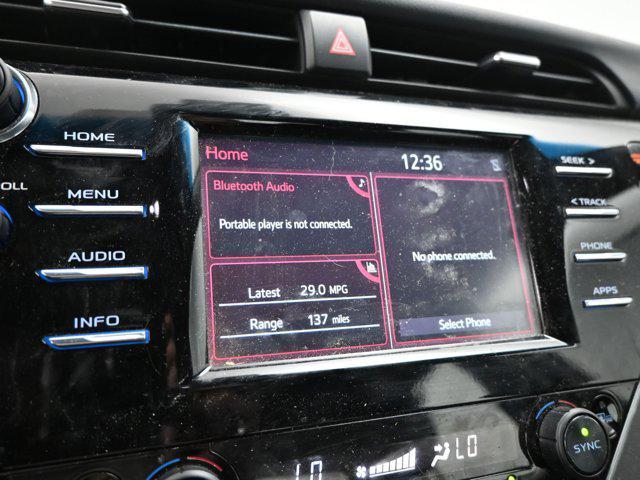 HOME
MENU
AUDIO
INFO
Home
12:36
Bluetooth Audio
Portable player is not connected.
Latest 29.0 MPG
Range 137 miles
No phone connected.
Select Phone
SEEK >
< TRACK
PHONE
APPS
LO
LO
SYNC